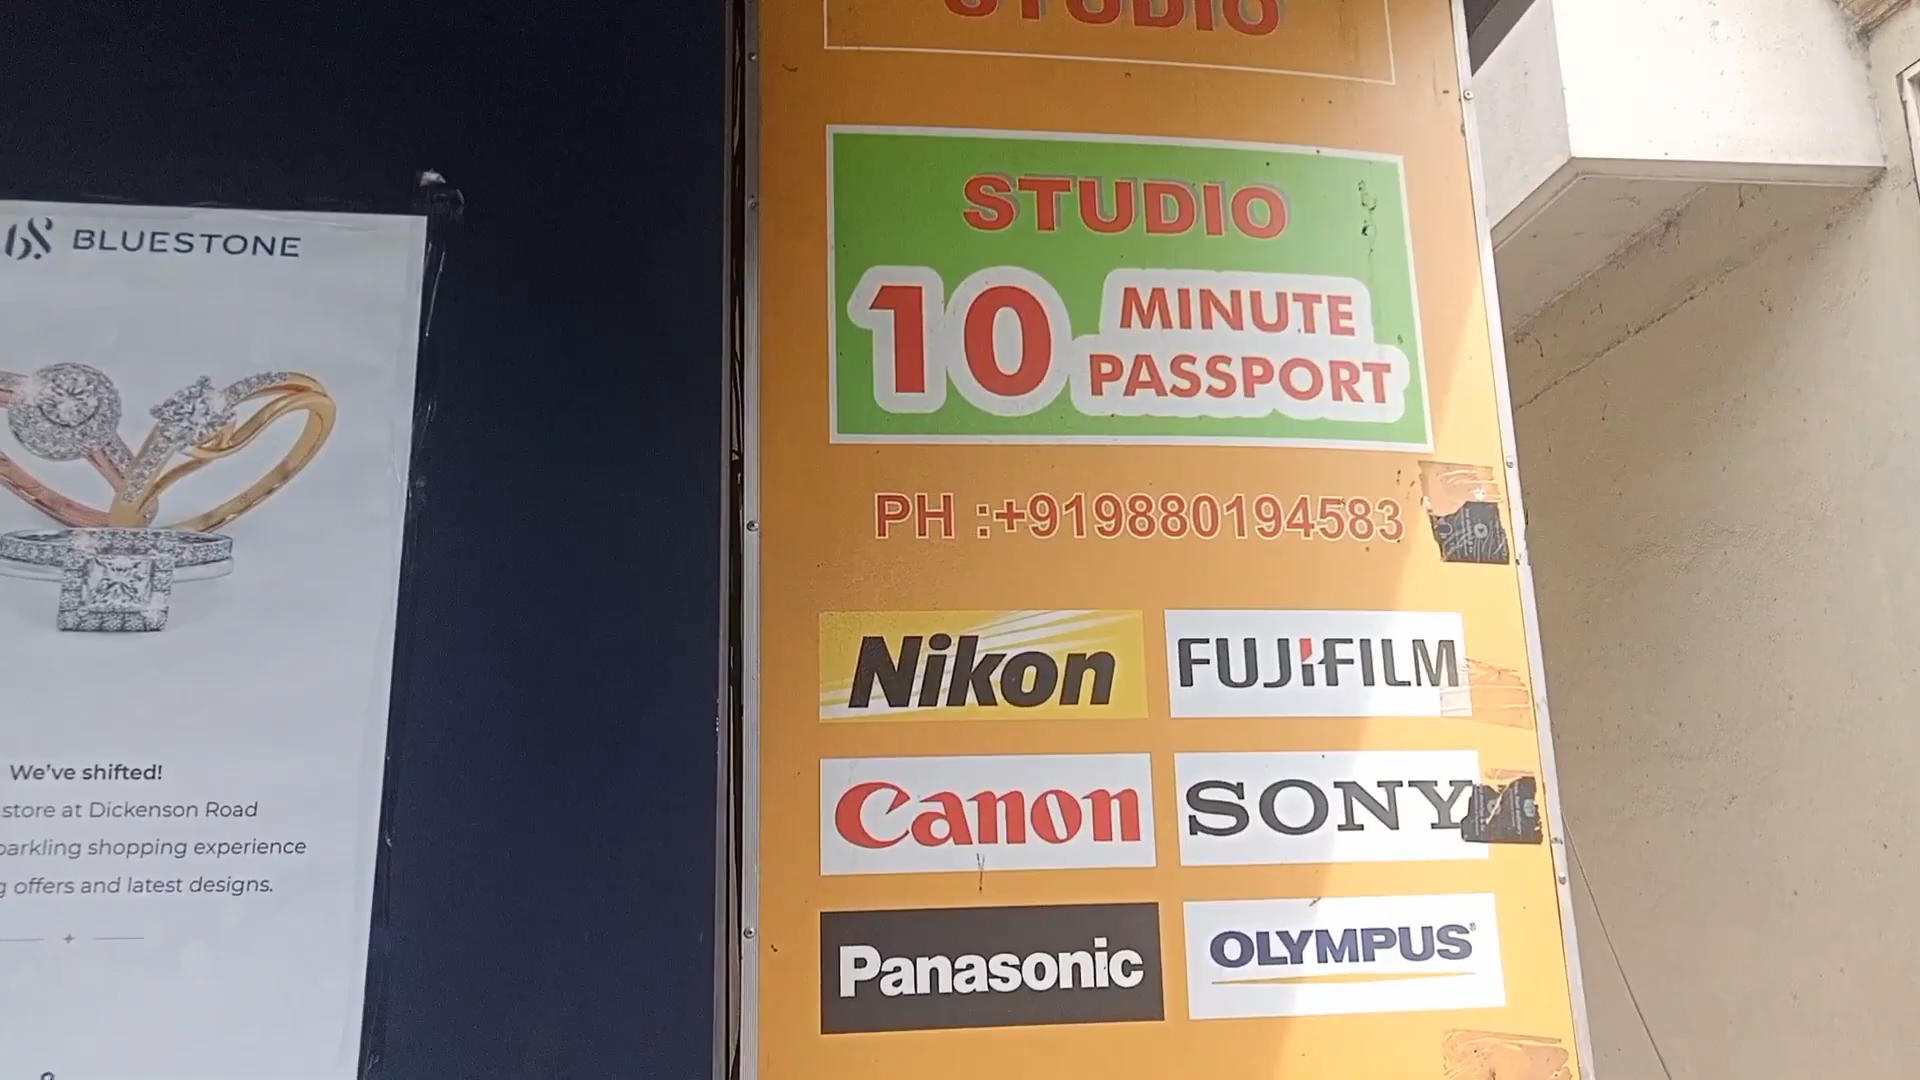 BLUESTONE
We've shifted!
store at Dickenson Road
sparkling shopping experience
offers and latest designs.
STUDIO
STUDIO
10 MINUTE
PASSPORT
PH :+919880194583
Nikon
FUJIFILM
Canon
SONY
Panasonic
OLYMPUS